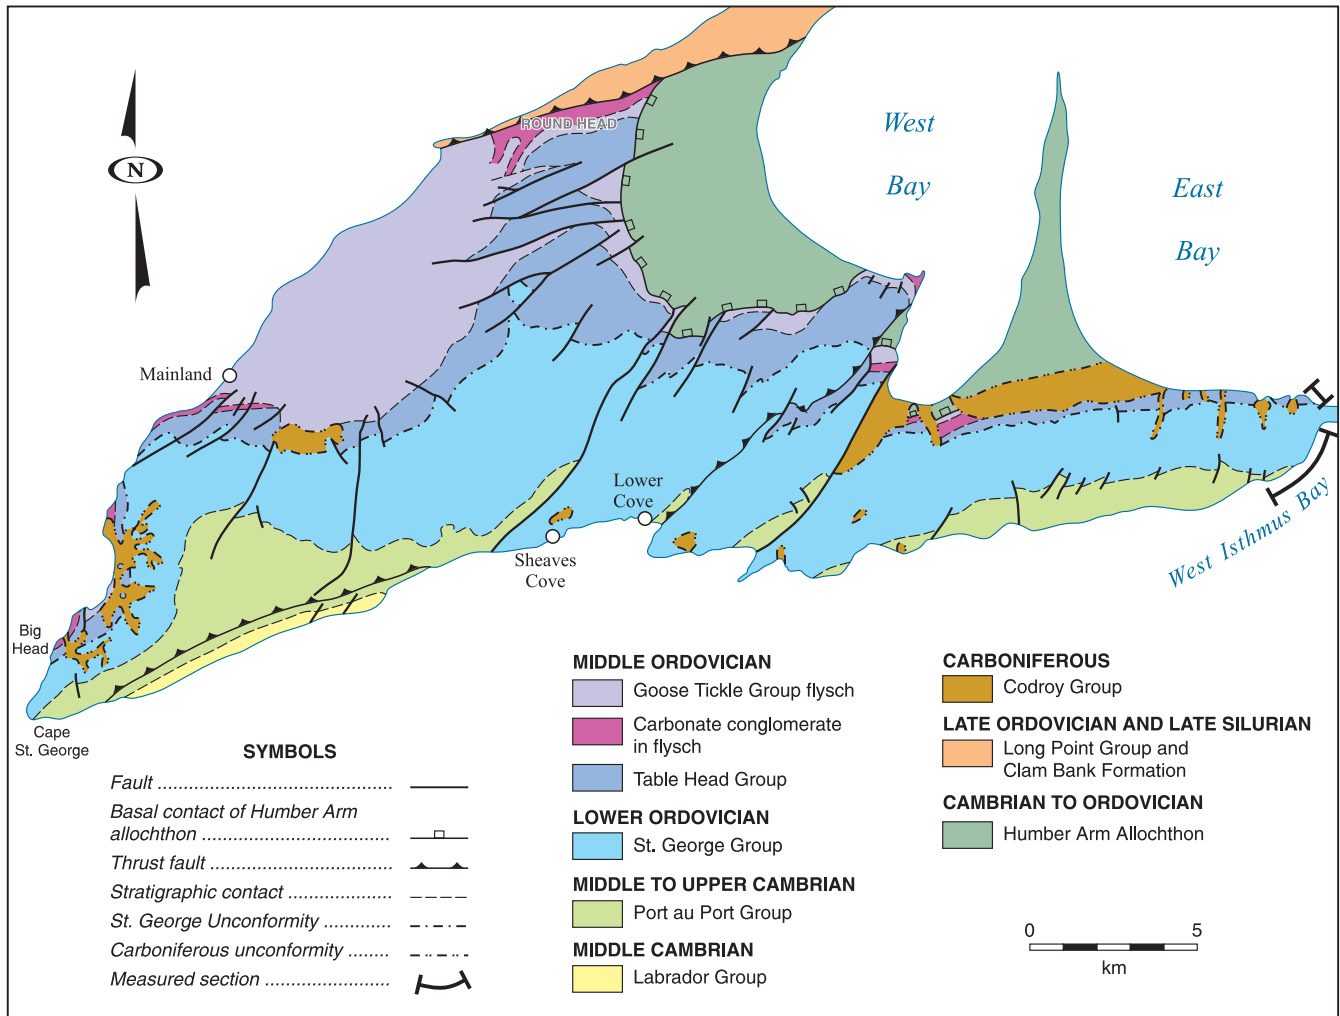 ROUND HEAD
West
Bay
East
Bay
N
Mainland
Lower
Cove
Sheaves
Cove
West Isthmus Bay
Big
Head
Cape
St. George
SYMBOLS
Fault
Basal contact of Humber Arm
allochthon
Thrust fault
Stratigraphic contact
St. George Unconformity
Carboniferous unconformity
Measured section
MIDDLE ORDOVICIAN
Goose Tickle Group flysch
Carbonate conglomerate
in flysch
Table Head Group
LOWER ORDOVICIAN
St. George Group
MIDDLE TO UPPER CAMBRIAN
Port au Port Group
MIDDLE CAMBRIAN
Labrador Group
CARBONIFEROUS
Codroy Group
LATE ORDOVICIAN AND LATE SILURIAN
Long Point Group and
Clam Bank Formation
CAMBRIAN TO ORDOVICIAN
Humber Arm Allochthon
0 5
km